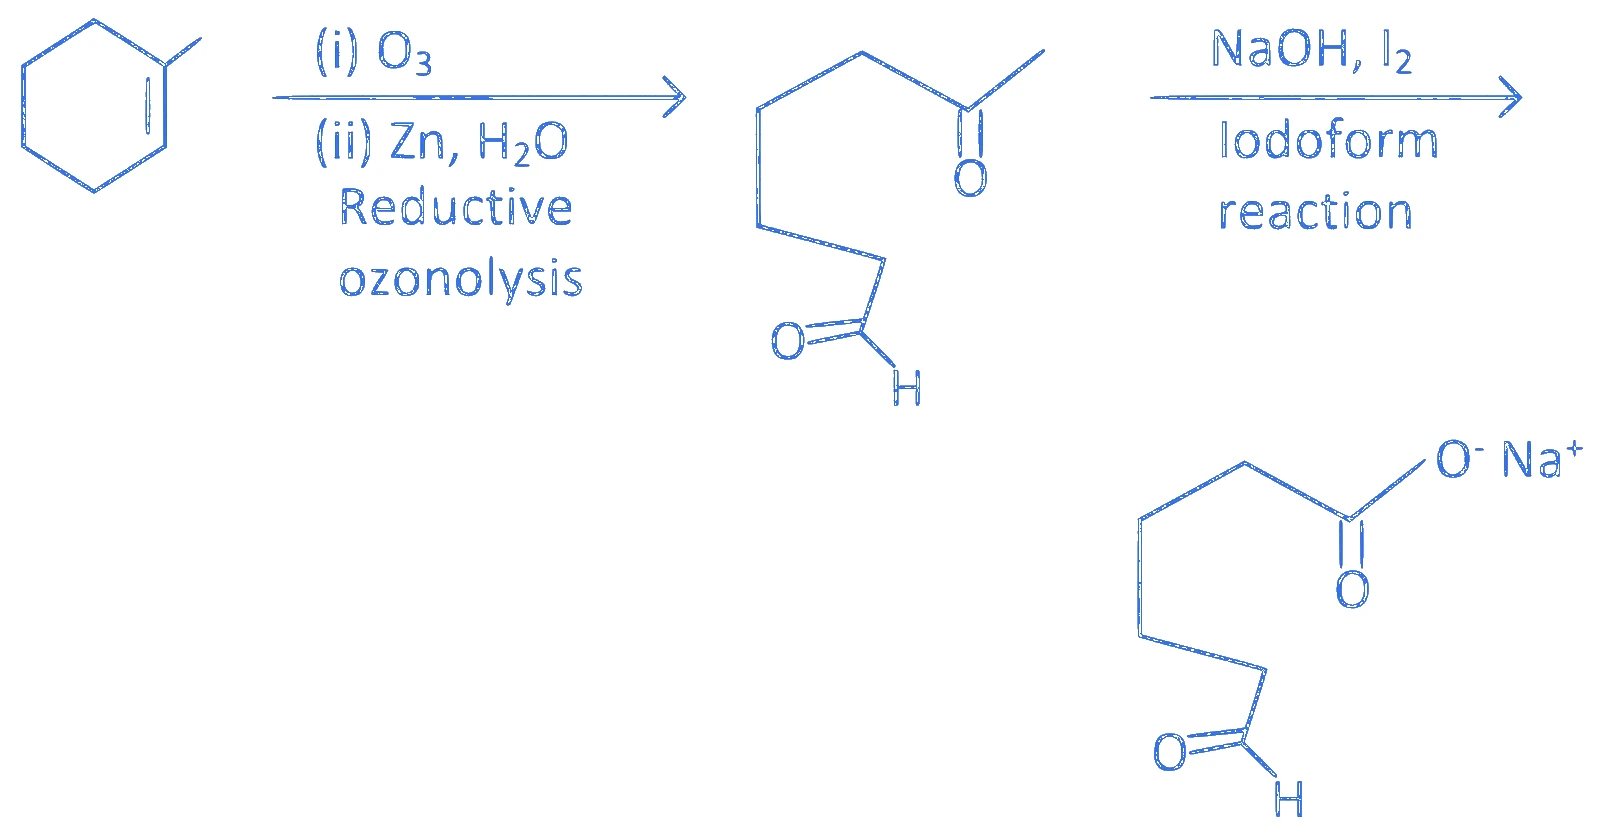 (i) O₃
(ii) Zn, H₂O
Reductive
ozonolysis
O
O
H
NaOH, I₂
Iodoform
reaction
O⁻ Na⁺
O
O
H